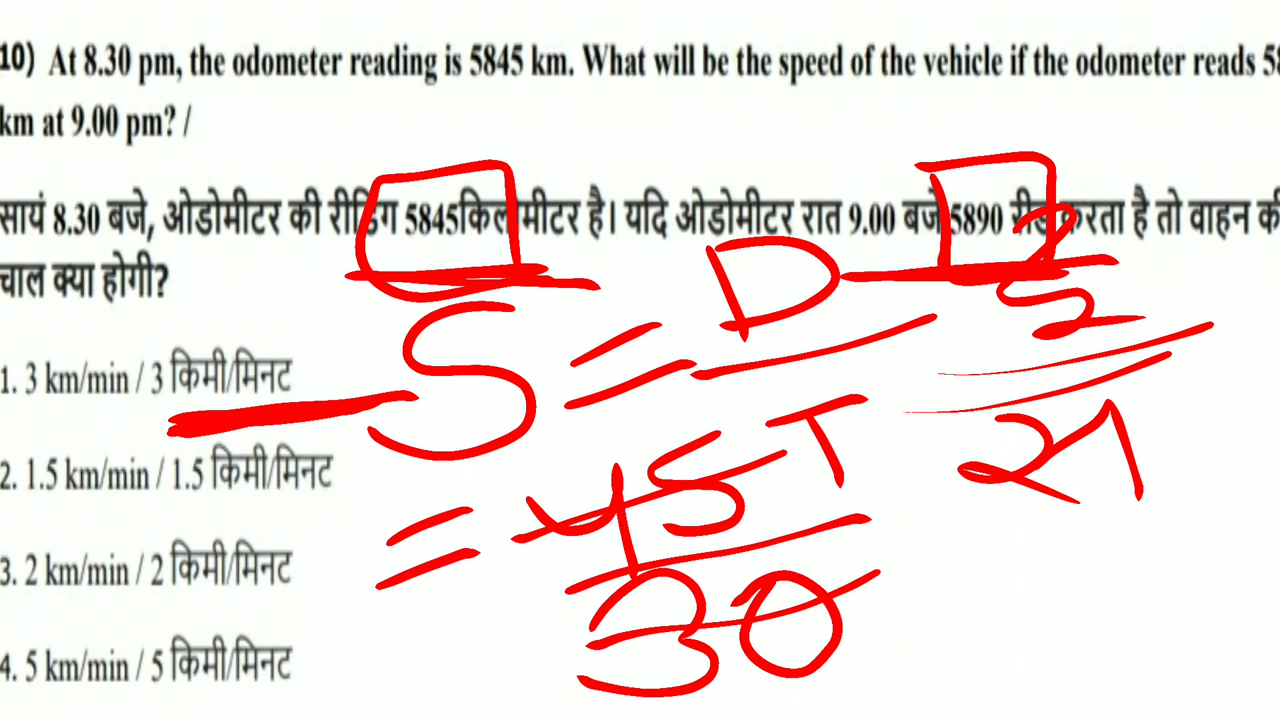 10) At 8.30 pm, the odometer reading is 5845 km. What will be the speed of the vehicle if the odometer reads 58
km at 9.00 pm? /
सायं 8.30 बजे, ओडोमीटर की रीडिंग 5845किलोमीटर है। यदि ओडोमीटर रात 9.00 बजे 5890 रीड करता है तो वाहन की
चाल क्या होगी?
S = D
T
1. 3 km/min / 3 किमी/मिनट
2. 1.5 km/min / 1.5 किमी/मिनट
= 45
30
3. 2 km/min / 2 किमी/मिनट
4. 5 km/min / 5 किमी/मिनट